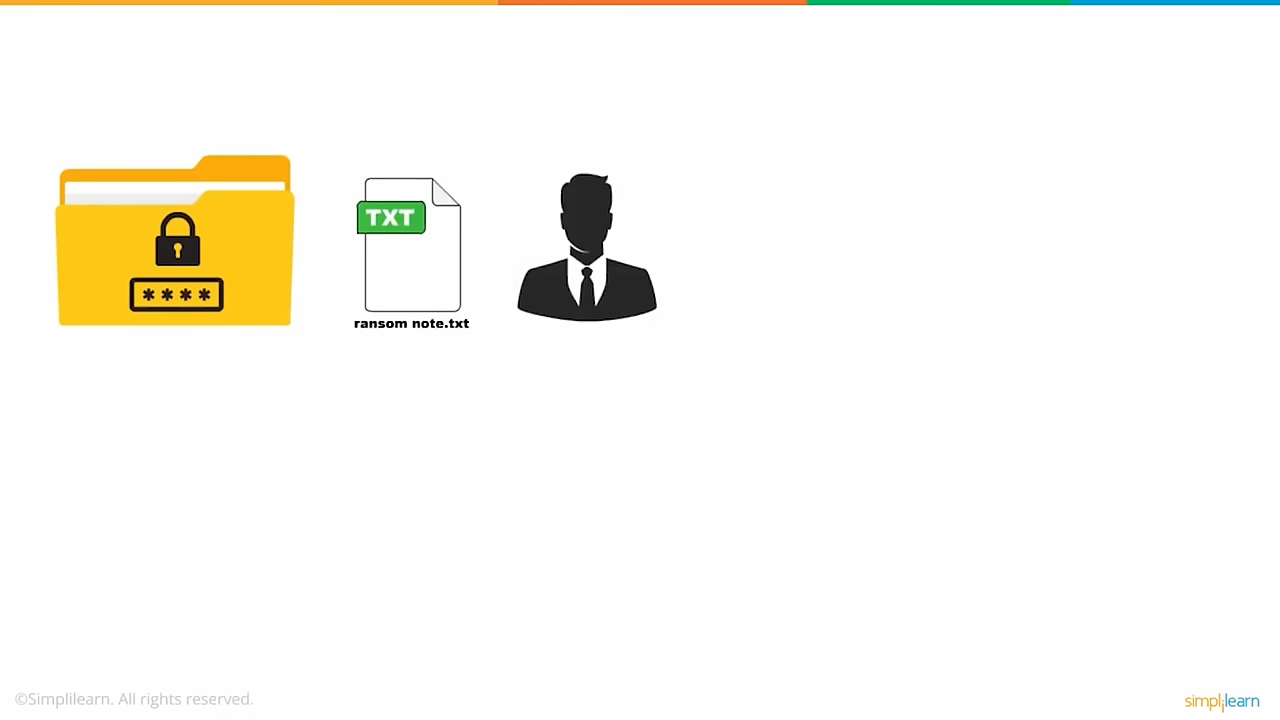 TXT
****
ransom note.txt
©Simplilearn. All rights reserved.
simplilearn